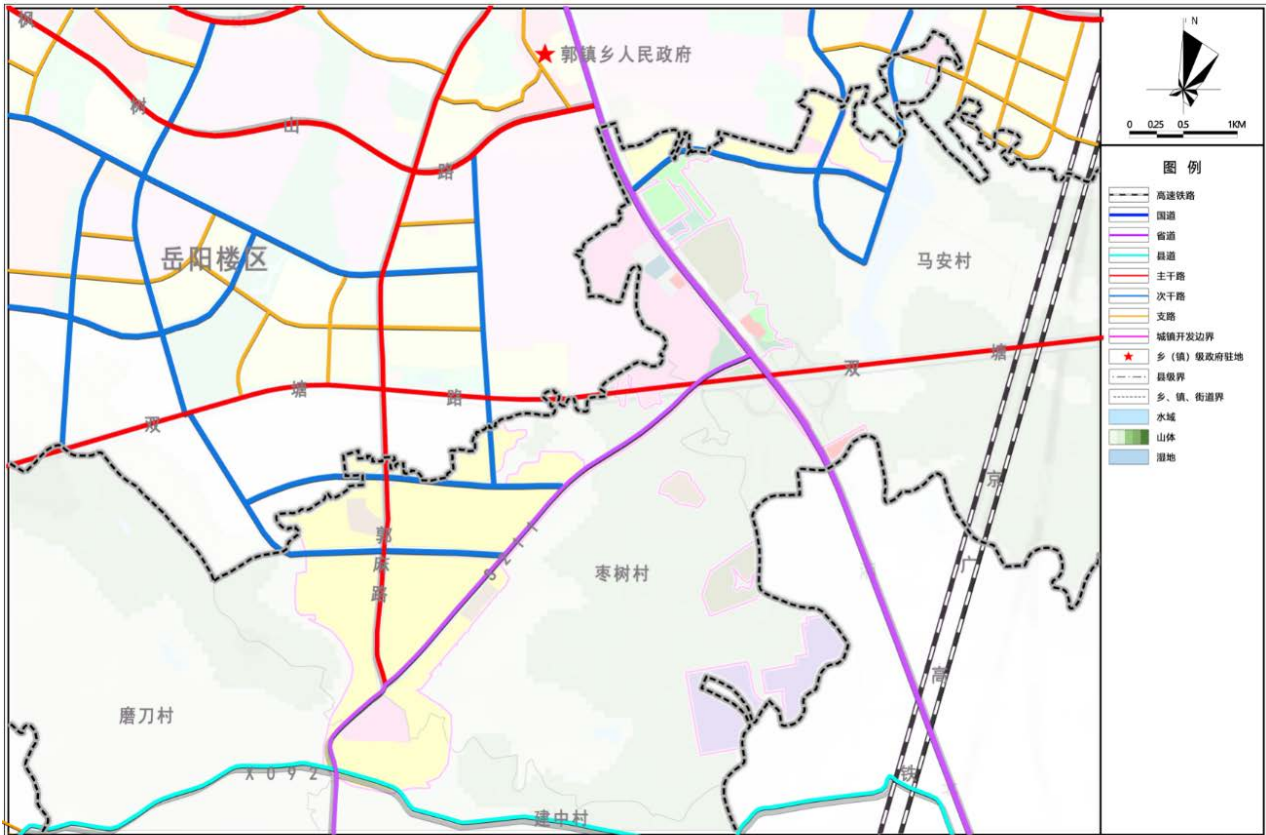 枫树山路
郭镇乡人民政府
岳阳楼区
马安村
双塘路
双塘
郭麻路
S211
枣树村
京广高铁
磨刀村
X092
建中村
N
0 0.25 0.5 1KM
图例
高速铁路
国道
省道
县道
主干路
次干路
支路
城镇开发边界
乡(镇)级政府驻地
县级界
乡、镇、街道界
水域
山体
湿地